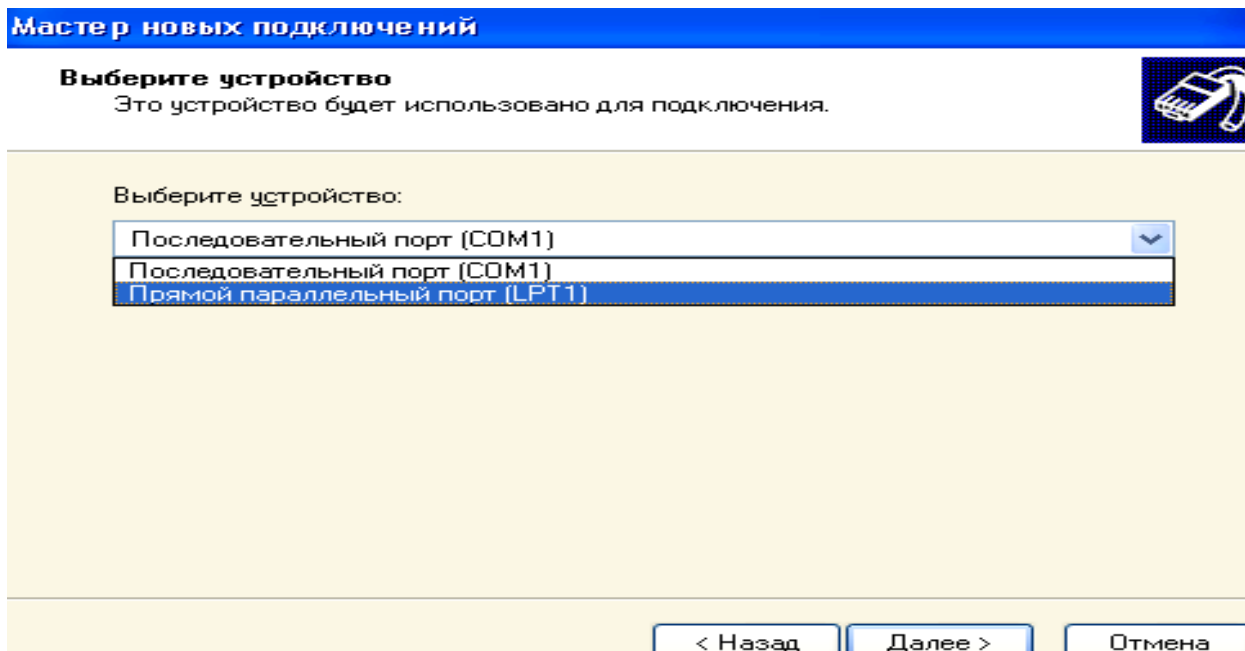 Мастер новых подключений
Выберите устройство
Это устройство будет использовано для подключения.
Выберите устройство:
Последовательный порт (COM1)
Последовательный порт (COM1)
Прямой параллельный порт (LPT1)
< Назад
Далее >
Отмена